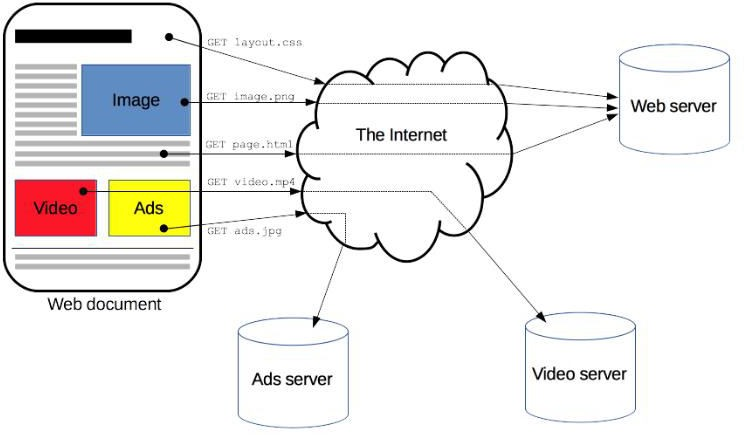 GET layout.css
Image
GET image.png
The Internet
Web server
GET page.html
GET video.mp4
Video
Ads
GET ads.jpg
Web document
Ads server
Video server